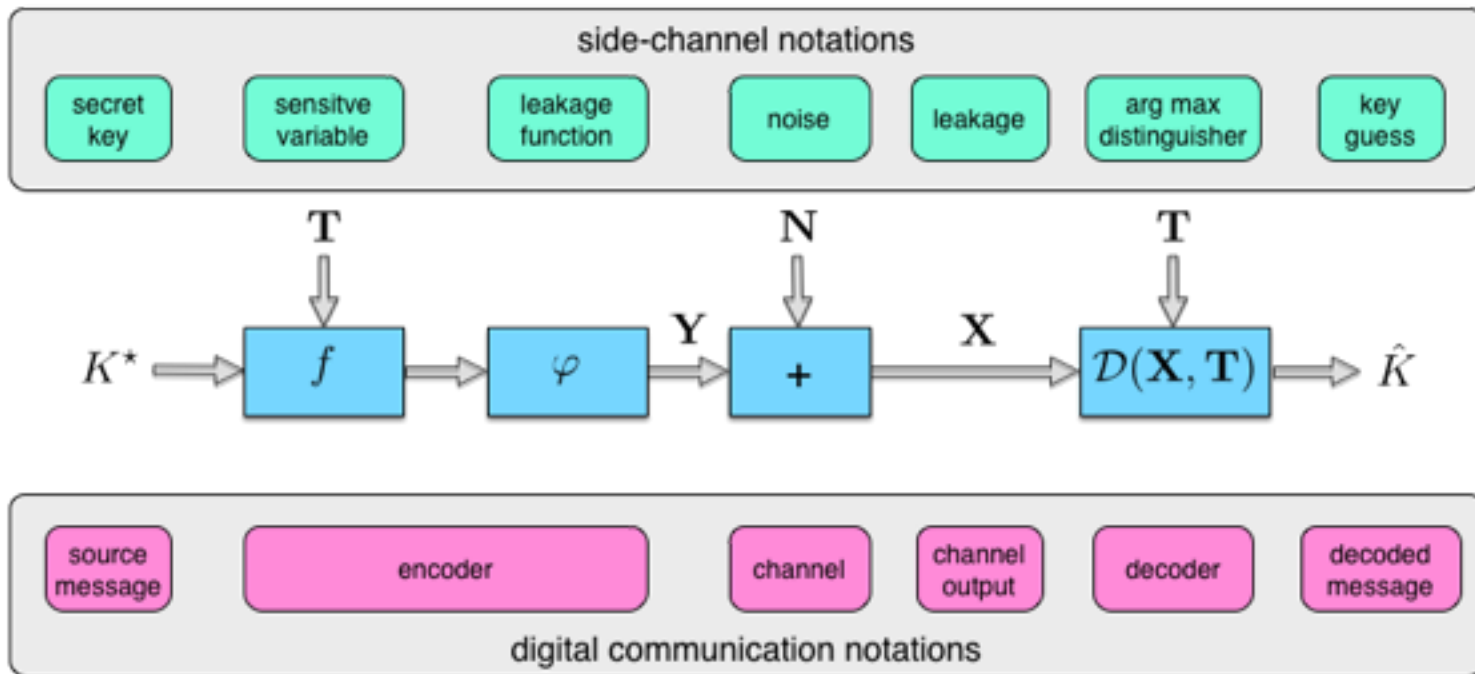 side-channel notations
secret
key
sensitve
variable
leakage
function
noise
leakage
arg max
distinguisher
key
guess
T
N
T
K⋆
f
φ
Y
+
X
𝒟(X, T)
K̂
source
message
encoder
channel
channel
output
decoder
decoded
message
digital communication notations